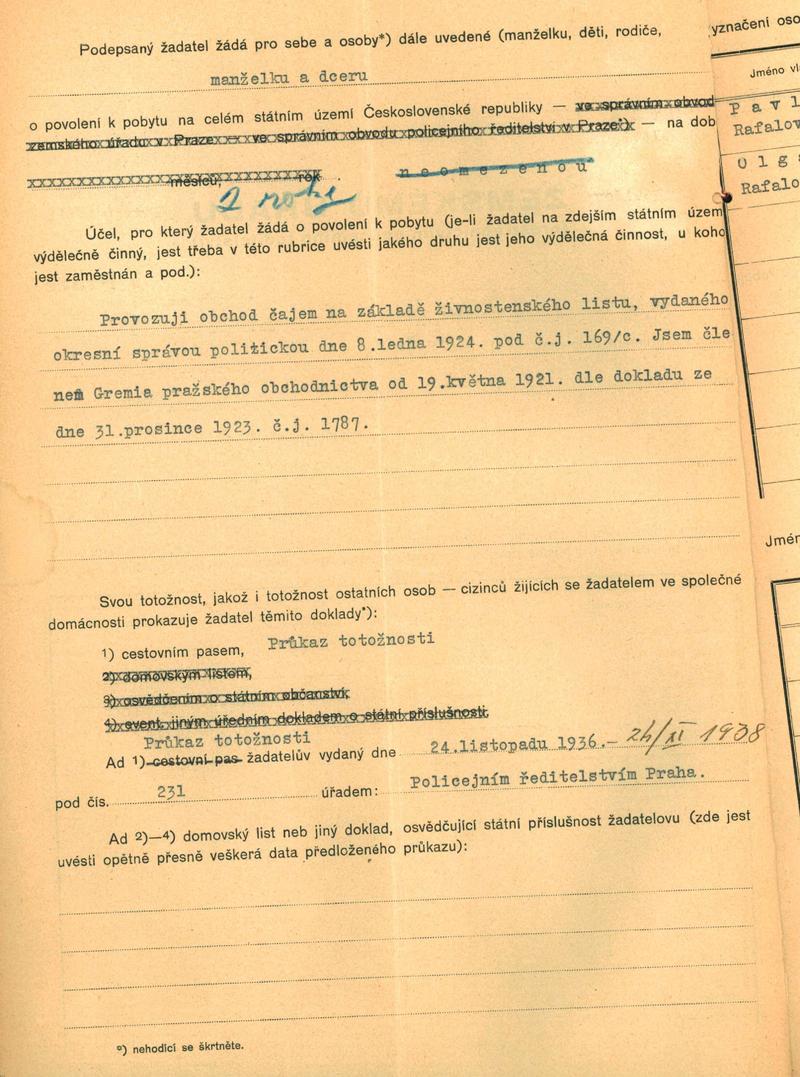 Podepsaný žadatel žádá pro sebe a osoby*) dále uvedené (manželku, děti, rodiče,
manželku a dceru
o povolení k pobytu na celém státním území Československé republiky — ve správním obvod
zemského úřadu v Praze — ve správním obvodu policejního ředitelství v Praze*) — na dob
měsíců, rok . neomezenou
2 roky
Účel, pro který žadatel žádá o povolení k pobytu (je-li žadatel na zdejším státním územ
výdělečně činný, jest třeba v této rubrice uvésti jakého druhu jest jeho výdělečná činnost, u koho
jest zaměstnán a pod.):
Provozuji obchod čajem na základě živnostenského listu, vydaného
okresní správou politickou dne 8.ledna 1924. pod č.j. 169/c. Jsem čle
nem Gremia pražského obchodnictva od 19.května 1921. dle dokladu ze
dne 31.prosince 1923. č.j. 1787.
Svou totožnost, jakož i totožnost ostatních osob — cizinců žijících se žadatelem ve společné
domácnosti prokazuje žadatel těmito doklady*):
1) cestovním pasem, Průkaz totožnosti
2) domovským listem,
3) osvědčením o státním občanství,
4) event. jiným úředním dokladem o státní příslušnosti.
Průkaz totožnosti
Ad 1) cestovní pas žadatelův vydaný dne 24.listopadu 1936.- 24/XI 1938
pod čís. 231 úřadem: Policejním ředitelstvím Praha.
Ad 2)—4) domovský list neb jiný doklad, osvědčující státní příslušnost žadatelovu (zde jest
uvésti opětně přesně veškerá data předloženého průkazu):
*) nehodící se škrtněte.
yznačení oso
Jméno vl
Pavl
Rafalov
Olg
Rafalo
Jmén